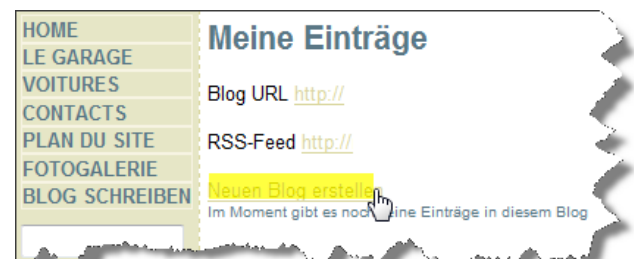 HOME
LE GARAGE
VOITURES
CONTACTS
PLAN DU SITE
FOTOGALERIE
BLOG SCHREIBEN
Meine Einträge
Blog URL http://
RSS-Feed http://
Neuen Blog erstellen
Im Moment gibt es noch keine Einträge in diesem Blog